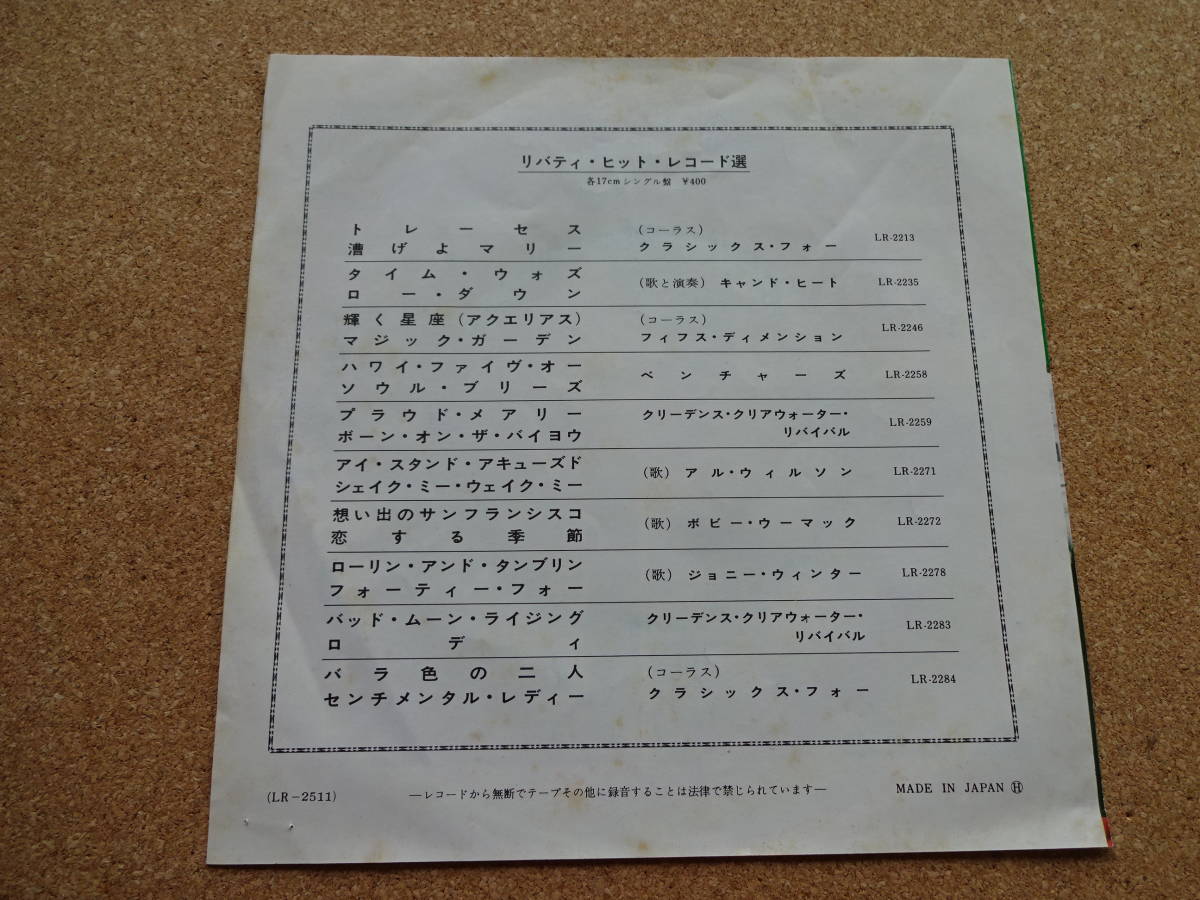 リバティ・ヒット・レコード選
各17cmシングル盤 ¥400
トレーセス
漕げよマリー
(コーラス)
クラシックス・フォー
LR-2213
タイム・ウォズ
ロー・ダウン
(歌と演奏) キャンド・ヒート
LR-2235
輝く星座(アクエリアス)
マジック・ガーデン
(コーラス)
フィフス・ディメンション
LR-2246
ハワイ・ファイヴ・オー
ソウル・ブリーズ
ベンチャーズ
LR-2258
プラウド・メアリー
ボーン・オン・ザ・バイヨウ
クリーデンス・クリアウォーター・
リバイバル
LR-2259
アイ・スタンド・アキューズド
シェイク・ミー・ウェイク・ミー
(歌) アル・ウィルソン
LR-2271
想い出のサンフランシスコ
恋する季節
(歌) ボビー・ウーマック
LR-2272
ローリン・アンド・タンブリン
フォーティー・フォー
(歌) ジョニー・ウィンター
LR-2278
バッド・ムーン・ライジング
ロディ
クリーデンス・クリアウォーター・
リバイバル
LR-2283
バラ色の二人
センチメンタル・レディー
(コーラス)
クラシックス・フォー
LR-2284
(LR-2511)
—レコードから無断でテープその他に録音することは法律で禁じられています—
MADE IN JAPAN Ⓗ